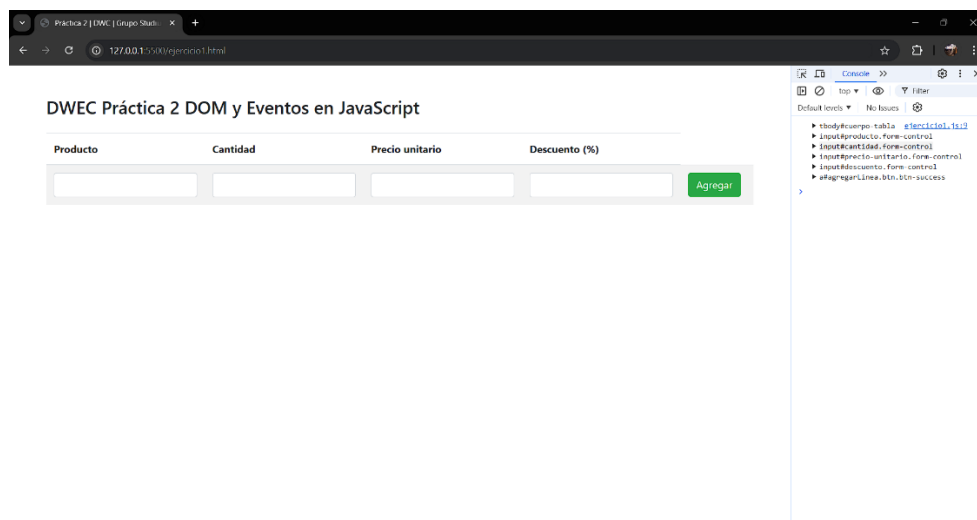 Práctica 2 | DWC | Grupo Studiu
127.0.0.1:5500/ejercicio1.html
Console
top
Filter
Default levels
No Issues
DWEC Práctica 2 DOM y Eventos en JavaScript
Producto Cantidad Precio unitario Descuento (%)
Agregar
tbody#cuerpo-tabla ejercicio1.js:9
input#producto.form-control
input#cantidad.form-control
input#precio-unitario.form-control
input#descuento.form-control
a#agregarLinea.btn.btn-success